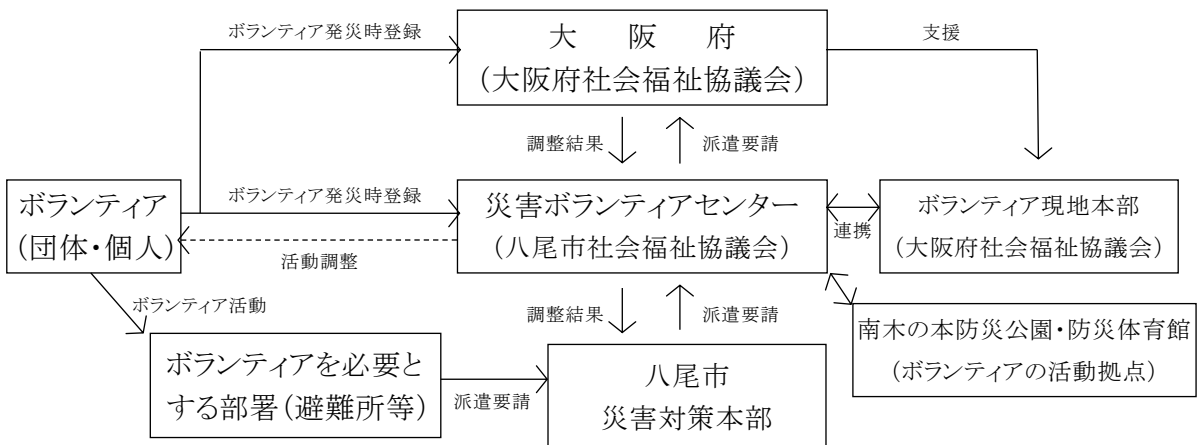 ボランティア発災時登録
大 阪 府
(大阪府社会福祉協議会)
支援
調整結果
派遣要請
ボランティア
(団体・個人)
ボランティア発災時登録
活動調整
災害ボランティアセンター
(八尾市社会福祉協議会)
連携
ボランティア現地本部
(大阪府社会福祉協議会)
ボランティア活動
調整結果
派遣要請
南木の本防災公園・防災体育館
(ボランティアの活動拠点)
ボランティアを必要と
する部署(避難所等)
派遣要請
八尾市
災害対策本部